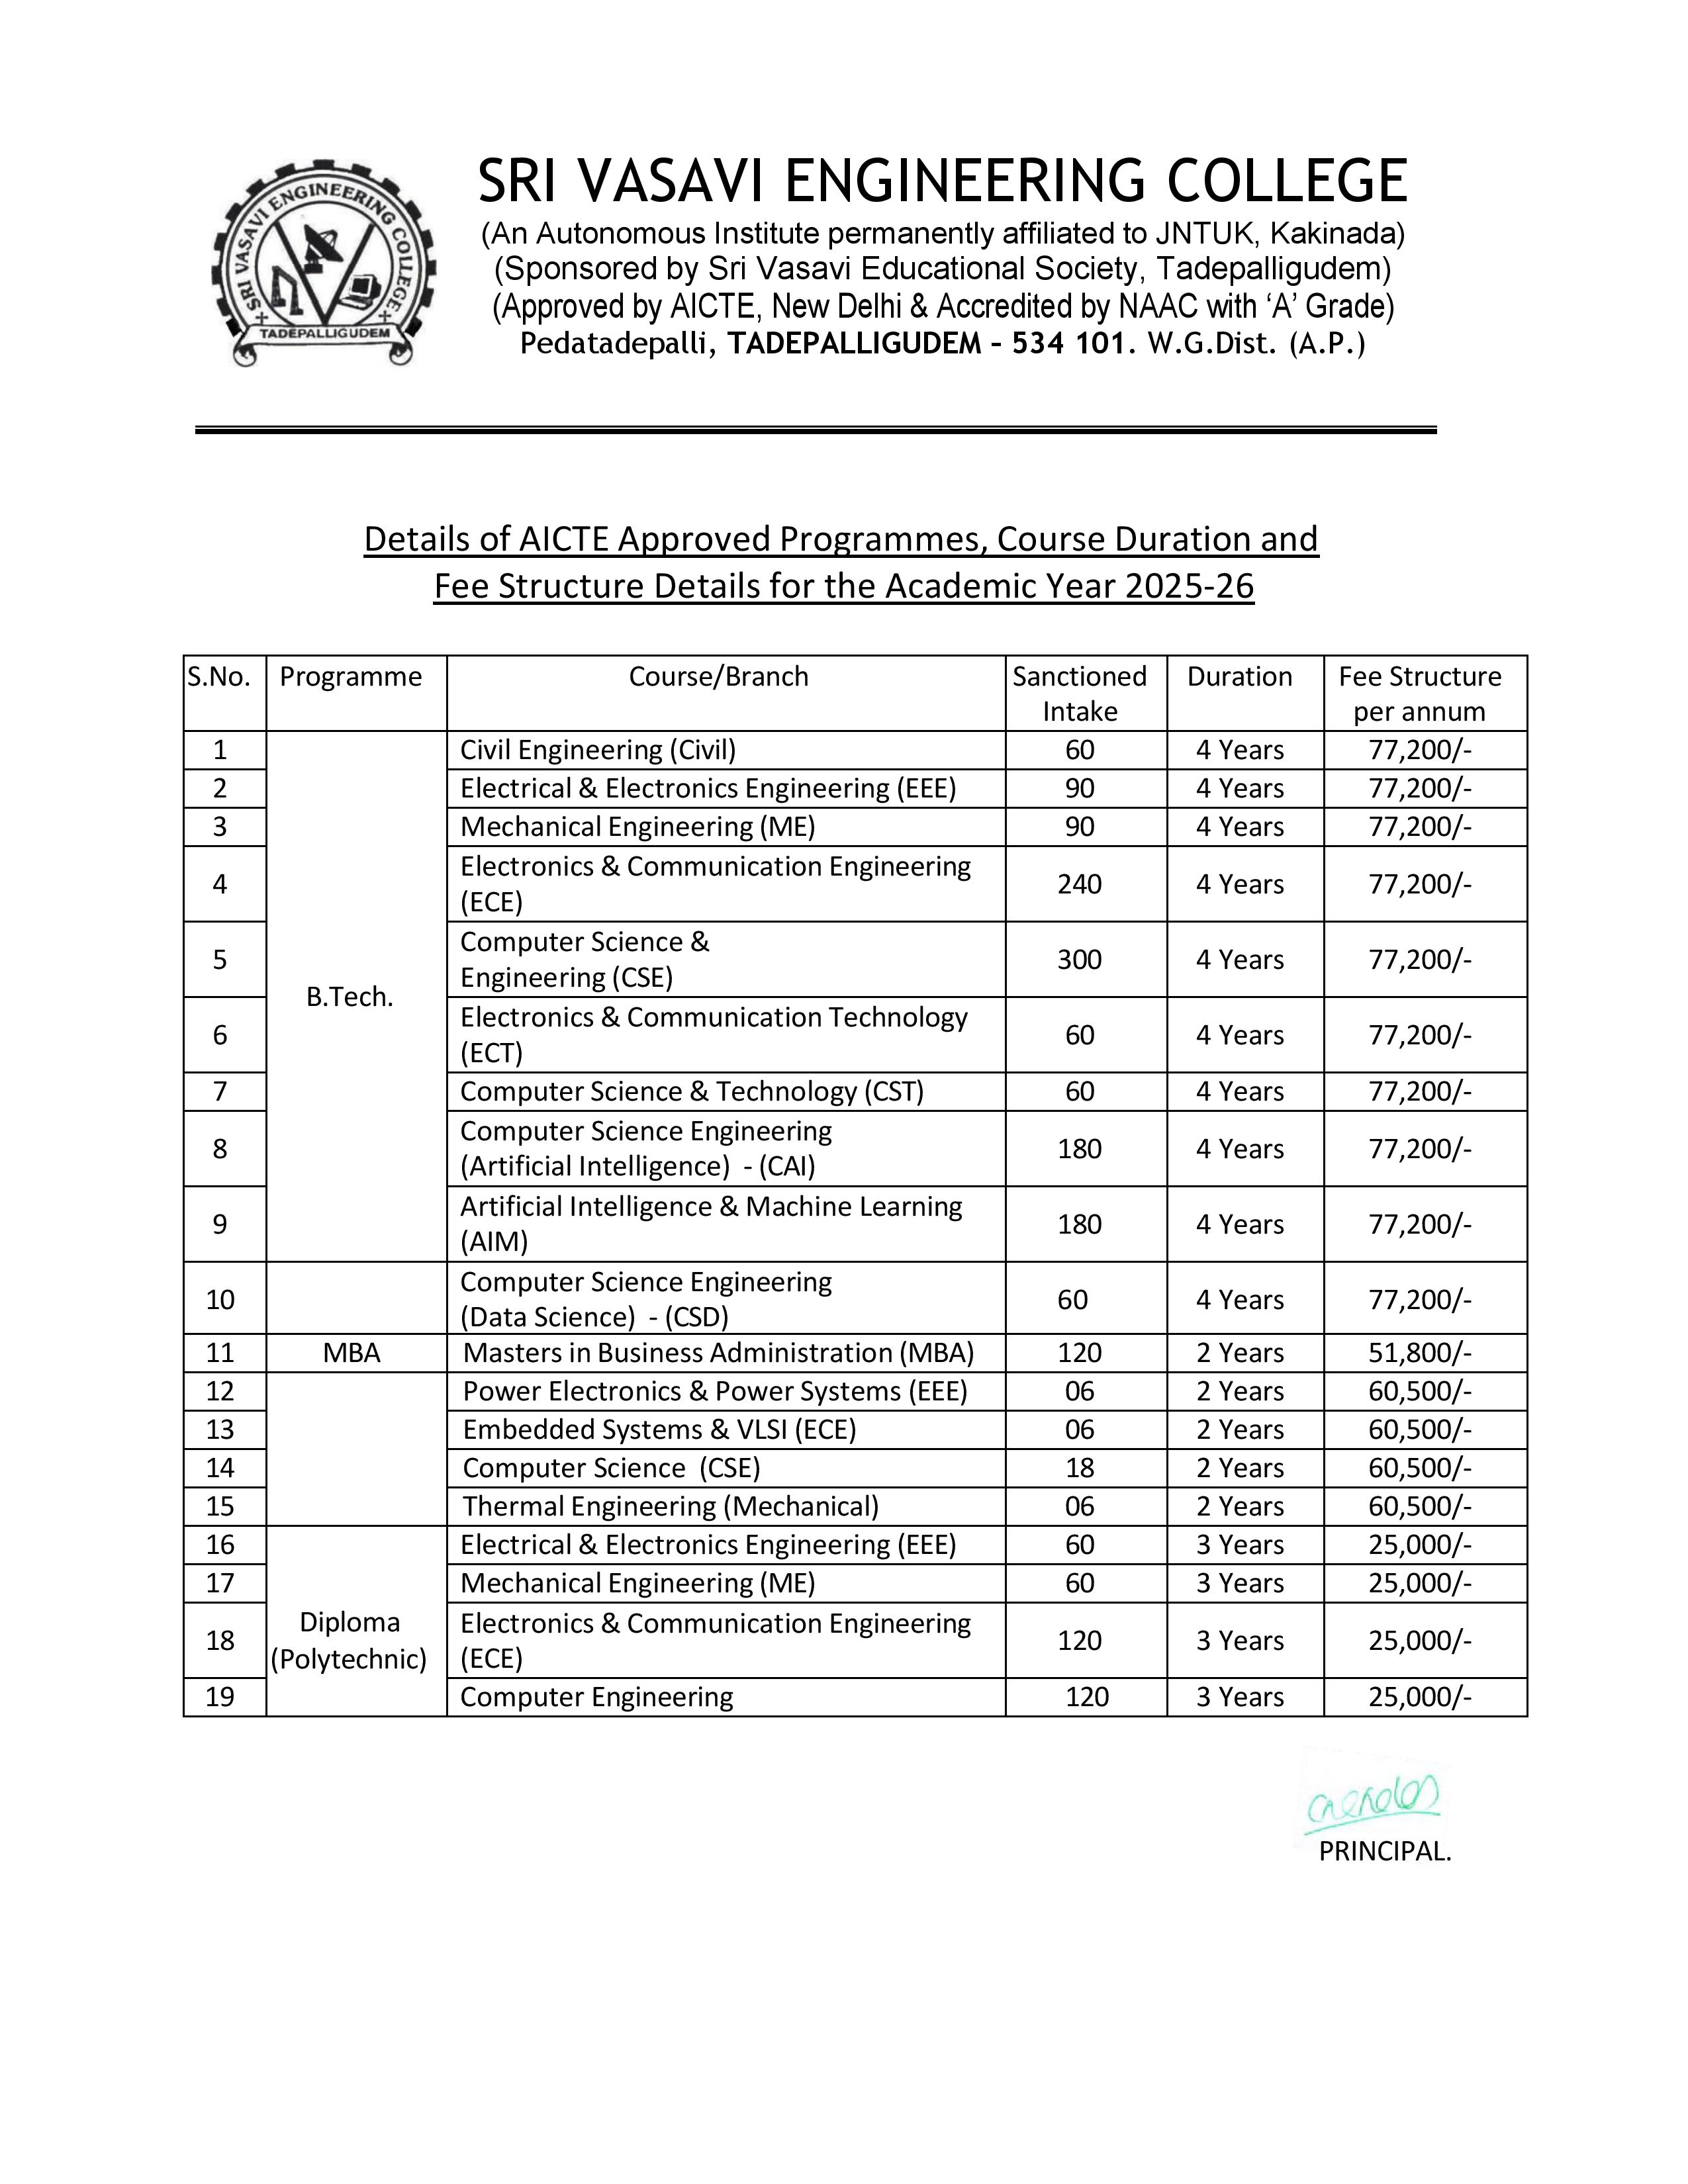 SRI VASAVI ENGINEERING COLLEGE
TADEPALLIGUDEM
SRI VASAVI ENGINEERING COLLEGE
(An Autonomous Institute permanently affiliated to JNTUK, Kakinada)
(Sponsored by Sri Vasavi Educational Society, Tadepalligudem)
(Approved by AICTE, New Delhi & Accredited by NAAC with ‘A’ Grade)
Pedatadepalli, TADEPALLIGUDEM – 534 101. W.G.Dist. (A.P.)
Details of AICTE Approved Programmes, Course Duration and
Fee Structure Details for the Academic Year 2025-26
S.No. Programme Course/Branch Sanctioned Intake Duration Fee Structure per annum
1 B.Tech. Civil Engineering (Civil) 60 4 Years 77,200/-
2 Electrical & Electronics Engineering (EEE) 90 4 Years 77,200/-
3 Mechanical Engineering (ME) 90 4 Years 77,200/-
4 Electronics & Communication Engineering (ECE) 240 4 Years 77,200/-
5 Computer Science & Engineering (CSE) 300 4 Years 77,200/-
6 Electronics & Communication Technology (ECT) 60 4 Years 77,200/-
7 Computer Science & Technology (CST) 60 4 Years 77,200/-
8 Computer Science Engineering (Artificial Intelligence) - (CAI) 180 4 Years 77,200/-
9 Artificial Intelligence & Machine Learning (AIM) 180 4 Years 77,200/-
10 Computer Science Engineering (Data Science) - (CSD) 60 4 Years 77,200/-
11 MBA Masters in Business Administration (MBA) 120 2 Years 51,800/-
12 Power Electronics & Power Systems (EEE) 06 2 Years 60,500/-
13 Embedded Systems & VLSI (ECE) 06 2 Years 60,500/-
14 Computer Science (CSE) 18 2 Years 60,500/-
15 Thermal Engineering (Mechanical) 06 2 Years 60,500/-
16 Diploma (Polytechnic) Electrical & Electronics Engineering (EEE) 60 3 Years 25,000/-
17 Mechanical Engineering (ME) 60 3 Years 25,000/-
18 Electronics & Communication Engineering (ECE) 120 3 Years 25,000/-
19 Computer Engineering 120 3 Years 25,000/-
PRINCIPAL.